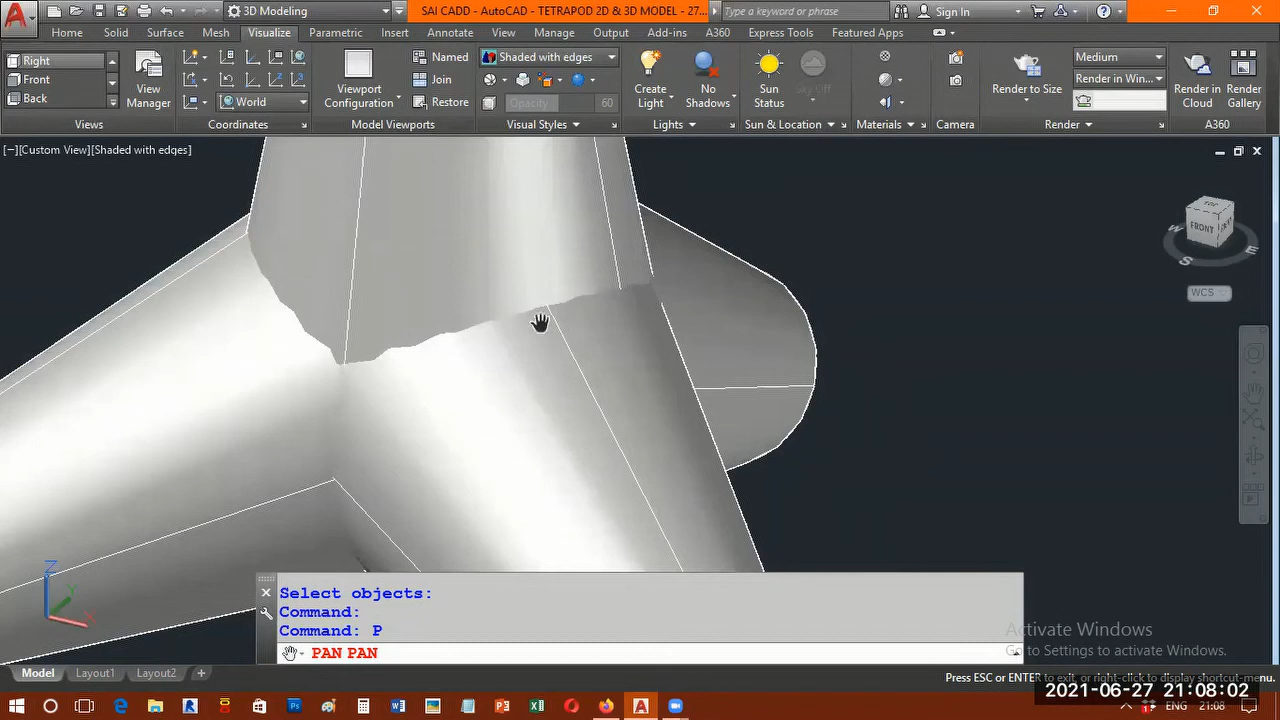 3D Modeling
SAI CADD - AutoCAD - TETRAPOD 2D & 3D MODEL - 27...
Type a keyword or phrase
Sign In
Home Solid Surface Mesh Visualize Parametric Insert Annotate View Manage Output Add-ins A360 Express Tools Featured Apps
Right
Front
Back
View
Manager
World
Viewport
Configuration
Named
Join
Restore
Shaded with edges
Opacity 60
Create
Light
No
Shadows
Sun
Status
Sky Off
Render to Size
Medium
Render in Win...
Render in
Cloud
Render
Gallery
Views Coordinates Model Viewports Visual Styles Lights Sun & Location Materials Camera Render A360
[−][Custom View][Shaded with edges]
TOP
FRONT
W
S
E
WCS
Z
Y
X
Select objects:
Command:
Command: P
PAN PAN
Activate Windows
Go to Settings to activate Windows.
Model Layout1 Layout2 +
Press ESC or ENTER to exit, or right-click to display shortcut-menu.
2021-06-27 21:08:02
ENG 21:08